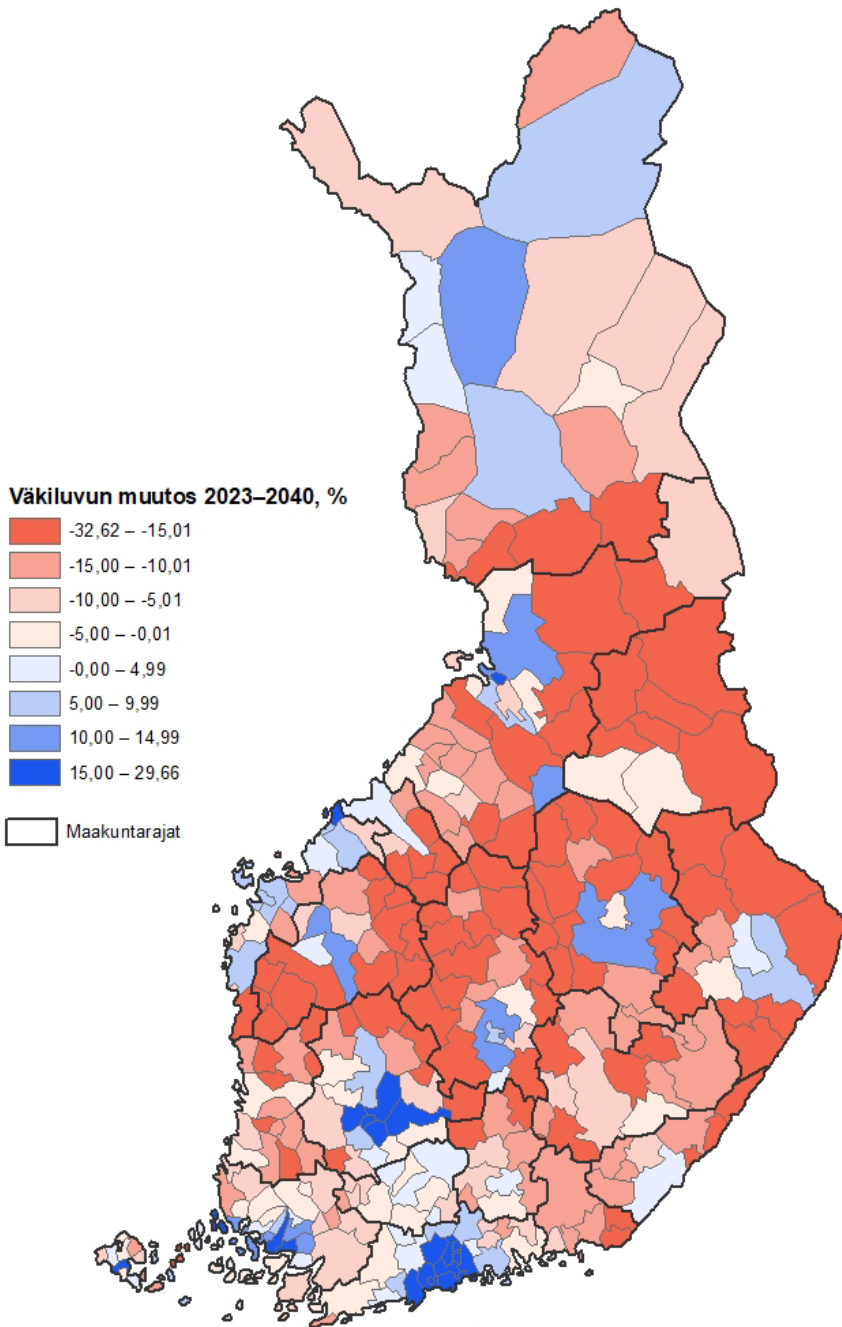 Väkiluvun muutos 2023–2040, %
-32,62 – -15,01
-15,00 – -10,01
-10,00 – -5,01
-5,00 – -0,01
-0,00 – 4,99
5,00 – 9,99
10,00 – 14,99
15,00 – 29,66
Maakuntarajat